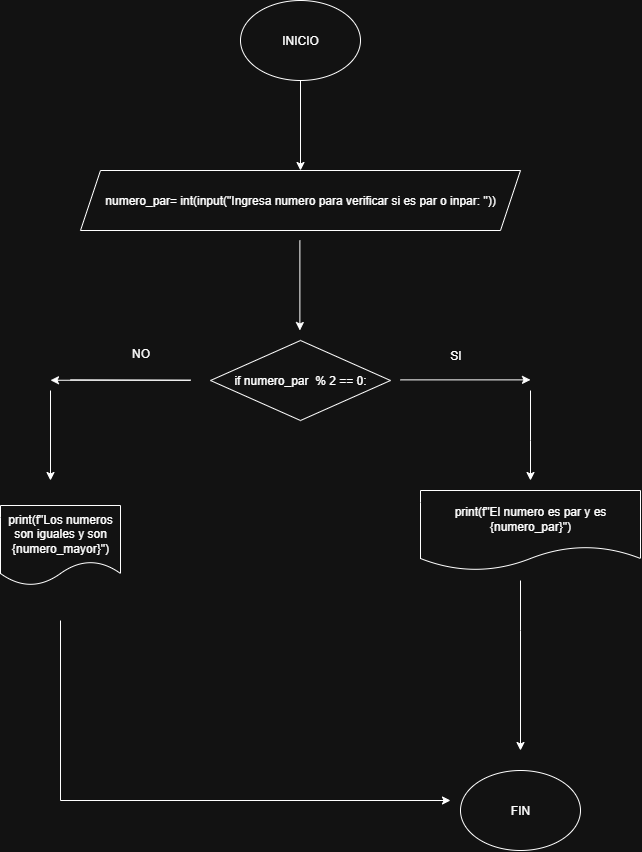 INICIO
numero_par= int(input("Ingresa numero para verificar si es par o inpar: "))
NO
SI
if numero_par  % 2 == 0:
print(f"Los numeros
son iguales y son
{numero_mayor}")
print(f"El numero es par y es
{numero_par}")
FIN